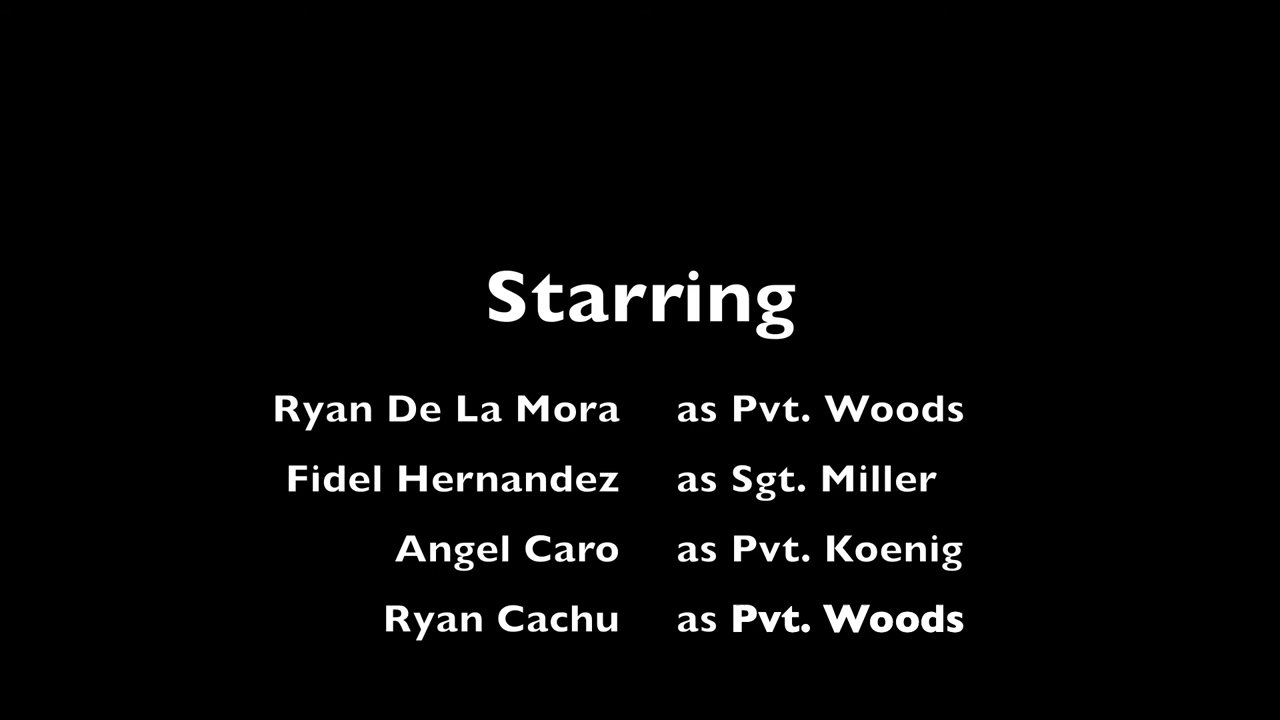 Starring
Ryan De La Mora as Pvt. Woods
Fidel Hernandez as Sgt. Miller
Angel Caro as Pvt. Koenig
Ryan Cachu as Pvt. Woods